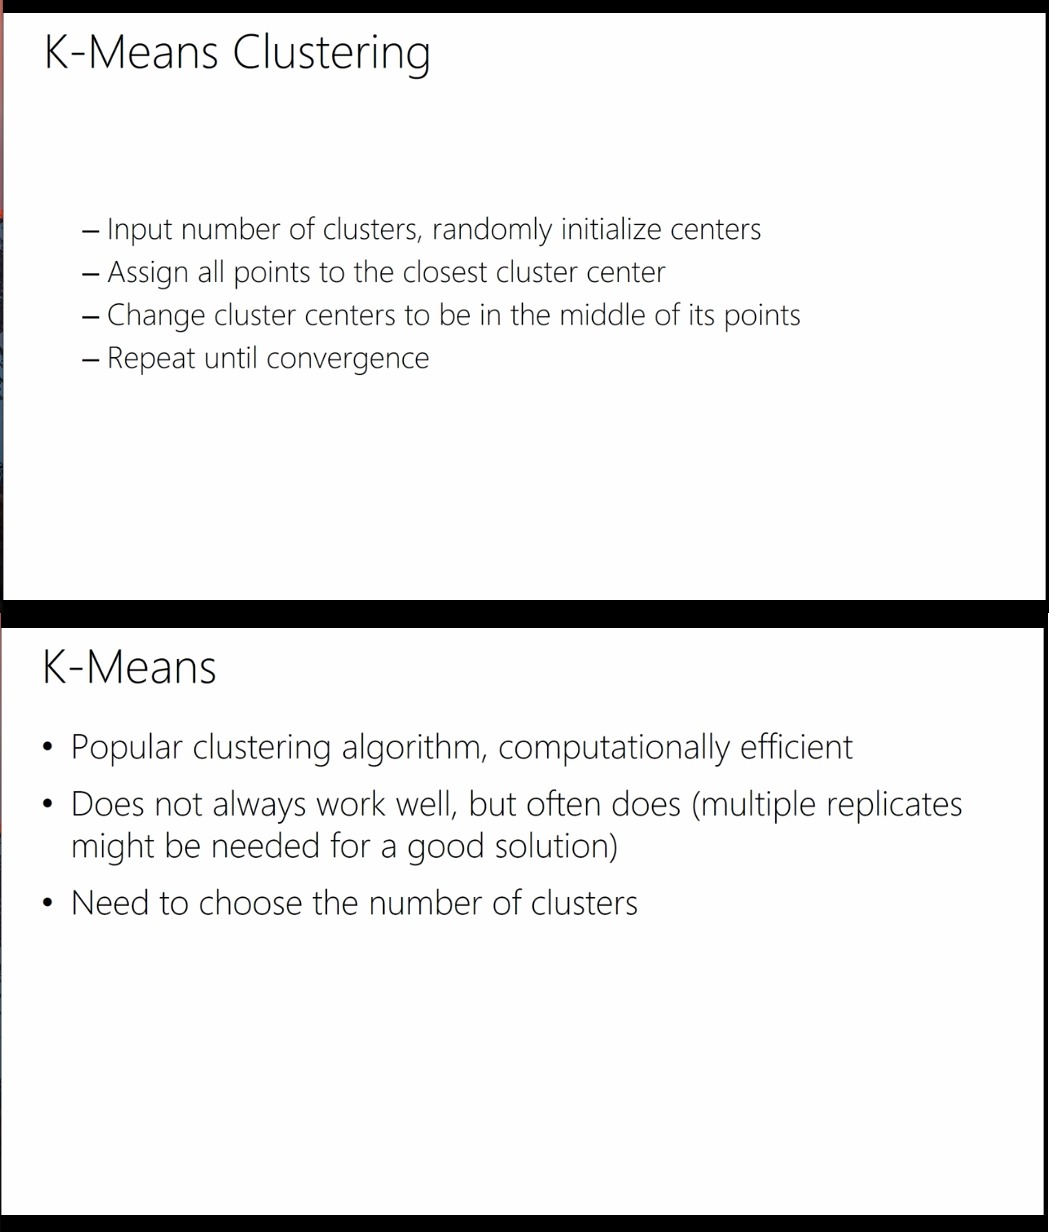 K-Means Clustering
– Input number of clusters, randomly initialize centers
– Assign all points to the closest cluster center
– Change cluster centers to be in the middle of its points
– Repeat until convergence
K-Means
• Popular clustering algorithm, computationally efficient
• Does not always work well, but often does (multiple replicates
might be needed for a good solution)
• Need to choose the number of clusters